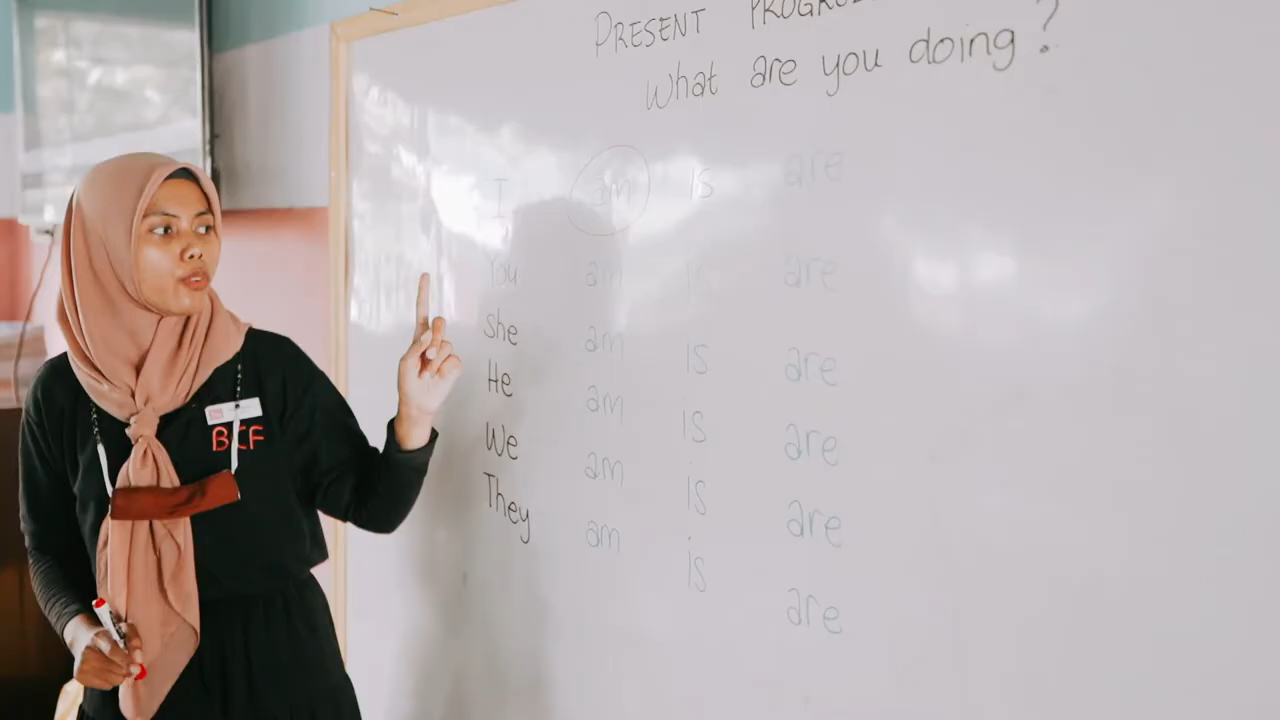 PRESENT
What are you doing?
I am is are
You am is are
She am is are
He am is are
We am is are
They am is are
BCF